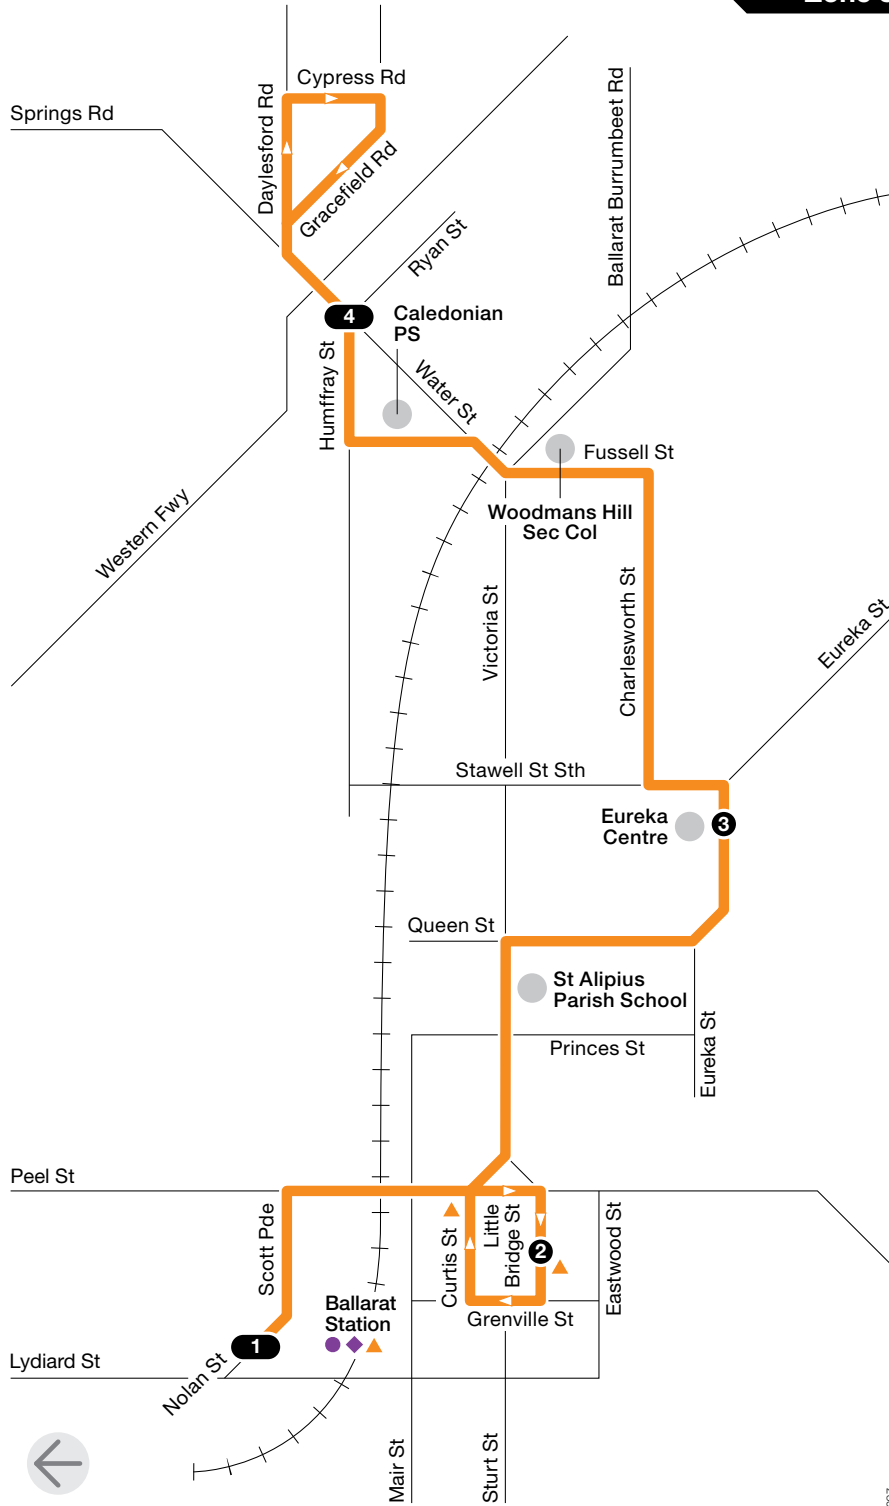 Cypress Rd
Springs Rd
Daylesford Rd
Gracefield Rd
Ballarat Burrumbeet Rd
Ryan St
4
Caledonian
PS
Humffray St
Water St
Fussell St
Woodmans Hill
Sec Col
Western Fwy
Victoria St
Charlesworth St
Eureka St
Stawell St Sth
Eureka
Centre
3
Queen St
St Alipius
Parish School
Princes St
Eureka St
Peel St
Scott Pde
Curtis St
Little
Bridge St
2
Eastwood St
Ballarat
Station
Grenville St
1
Lydiard St
Nolan St
Mair St
Sturt St